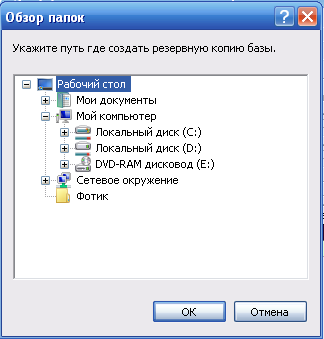 Обзор папок
Укажите путь где создать резервную копию базы.
Рабочий стол
Мои документы
Мой компьютер
Локальный диск (C:)
Локальный диск (D:)
DVD-RAM дисковод (E:)
Сетевое окружение
Фотик
ОК
Отмена